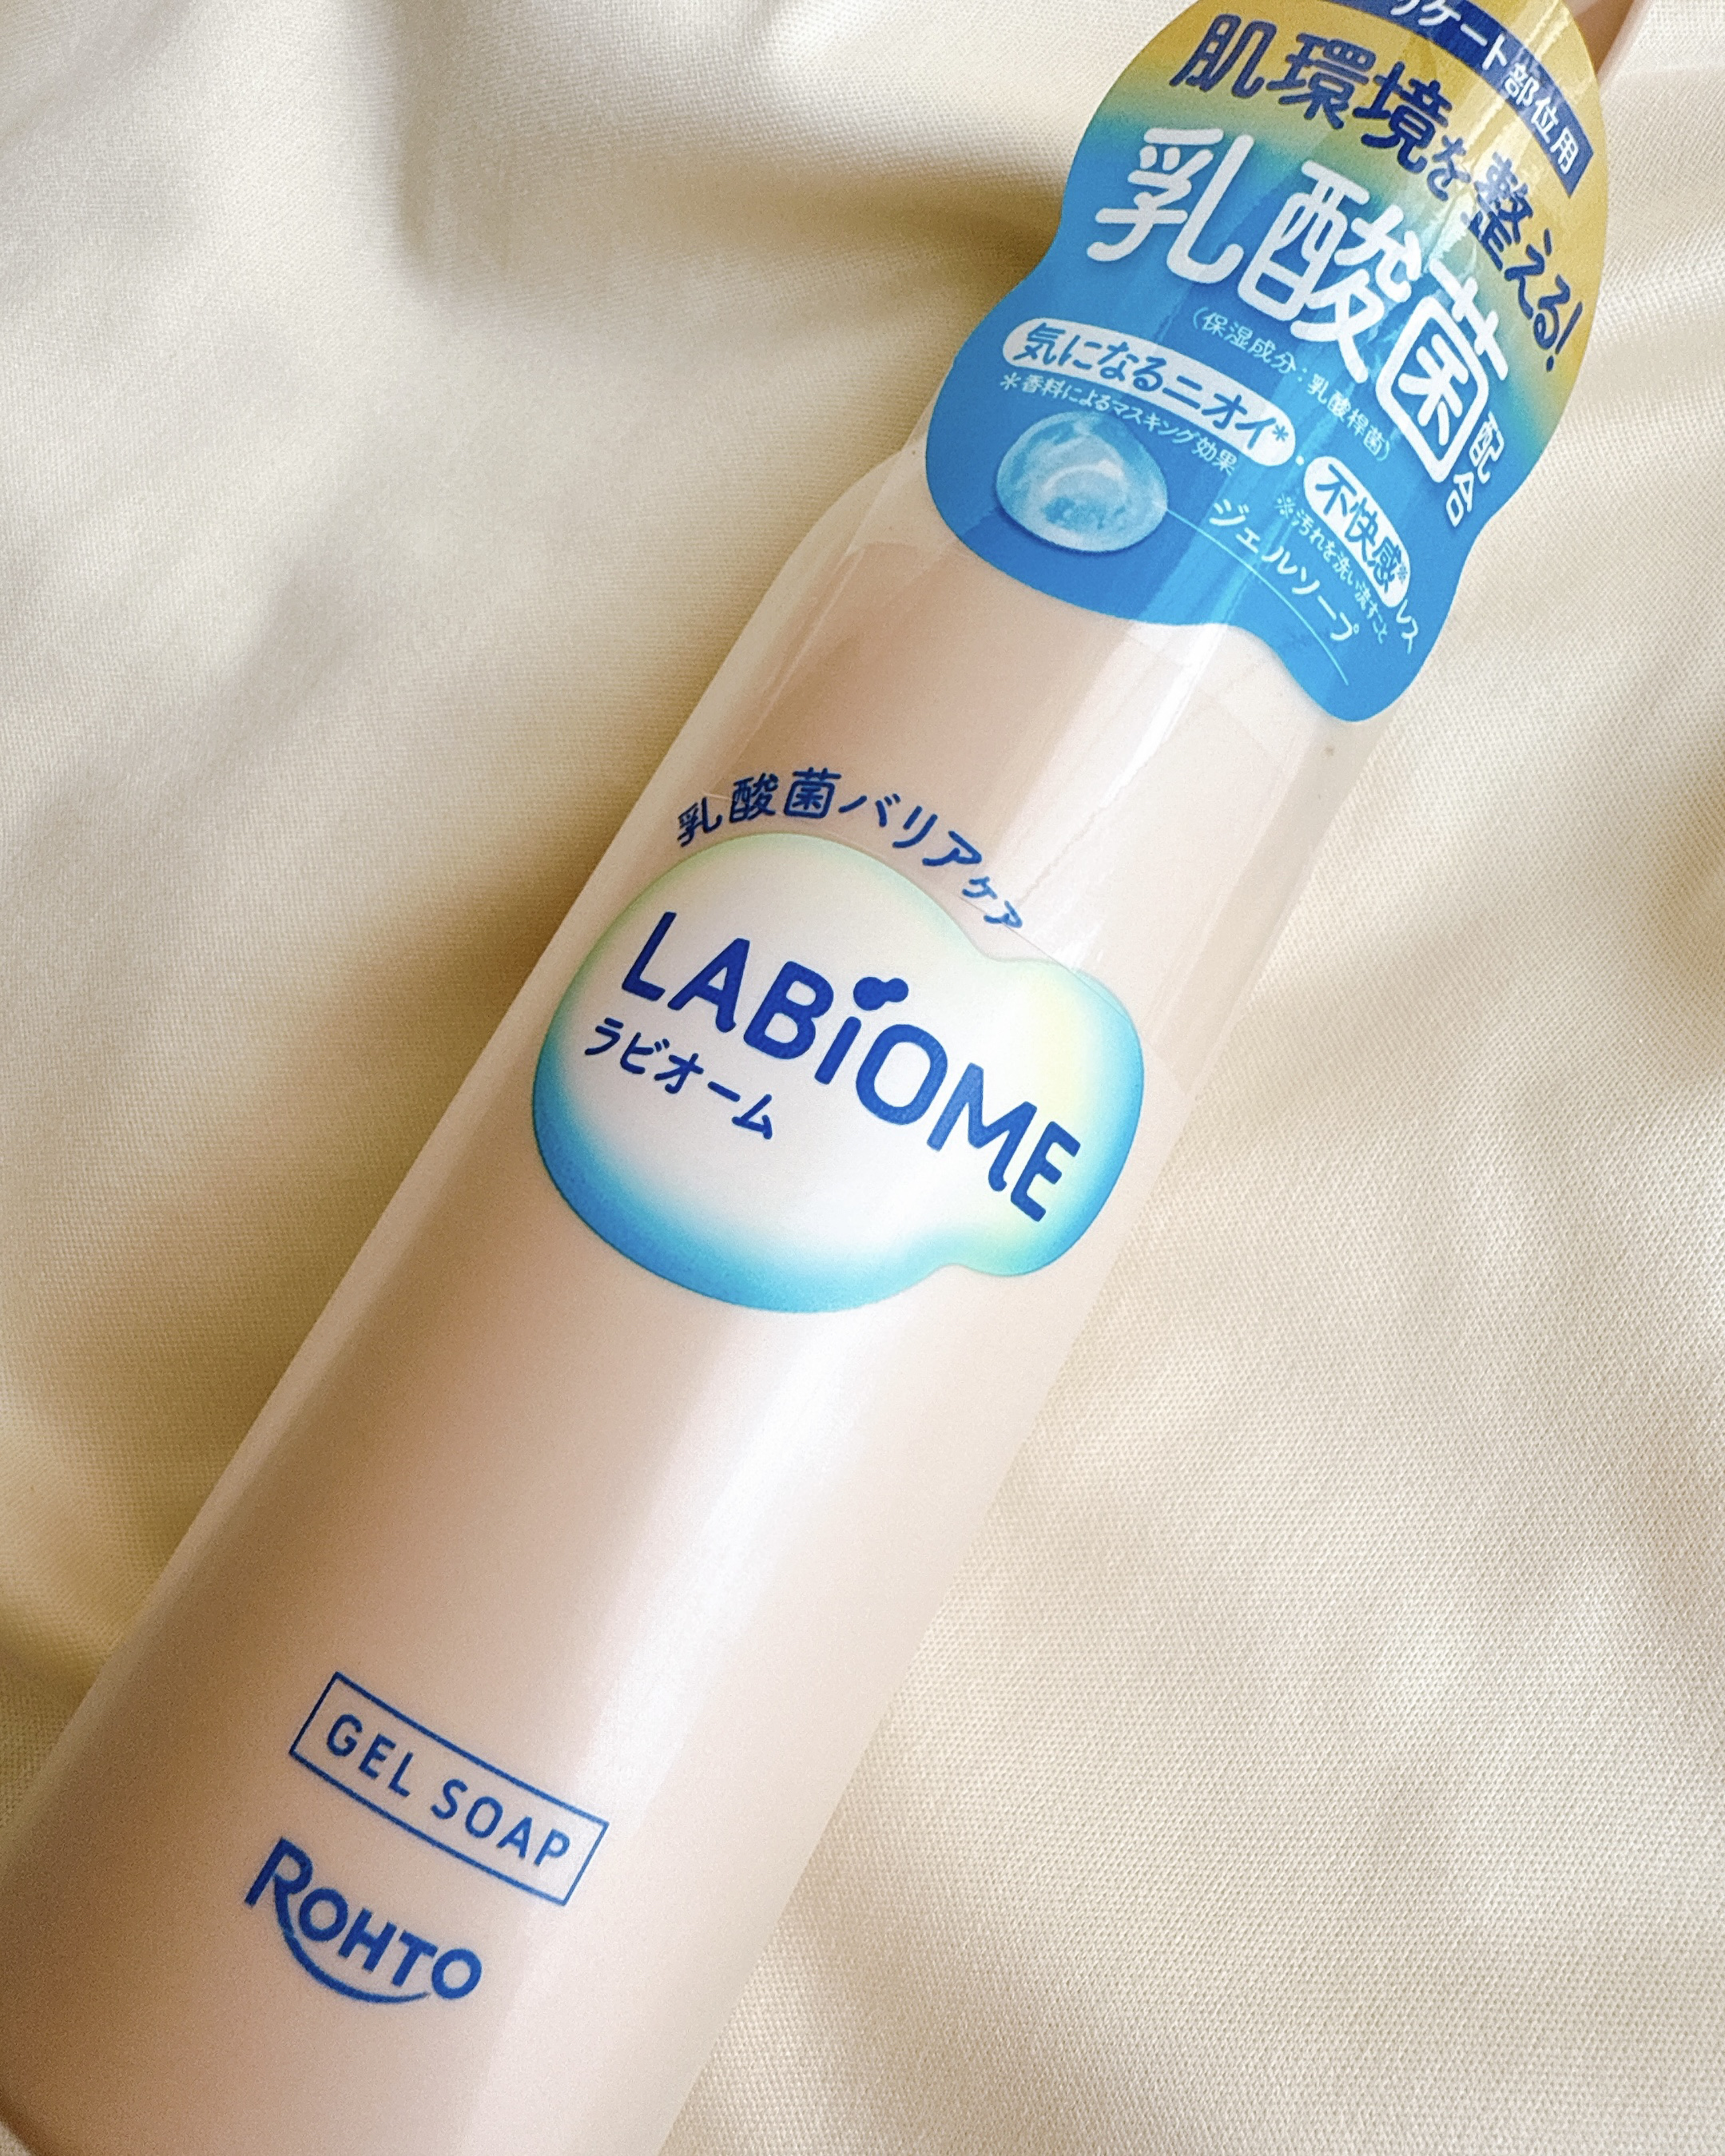 リケート部位用
肌環境を整える!
乳酸菌配合
(保湿成分:乳酸桿菌)
気になるニオイ*・不快感※レス
*香料によるマスキング効果
※汚れを洗い流すこと
ジェルソープ
乳酸菌バリアケア
LABiOME
ラビオーム
GEL SOAP
ROHTO